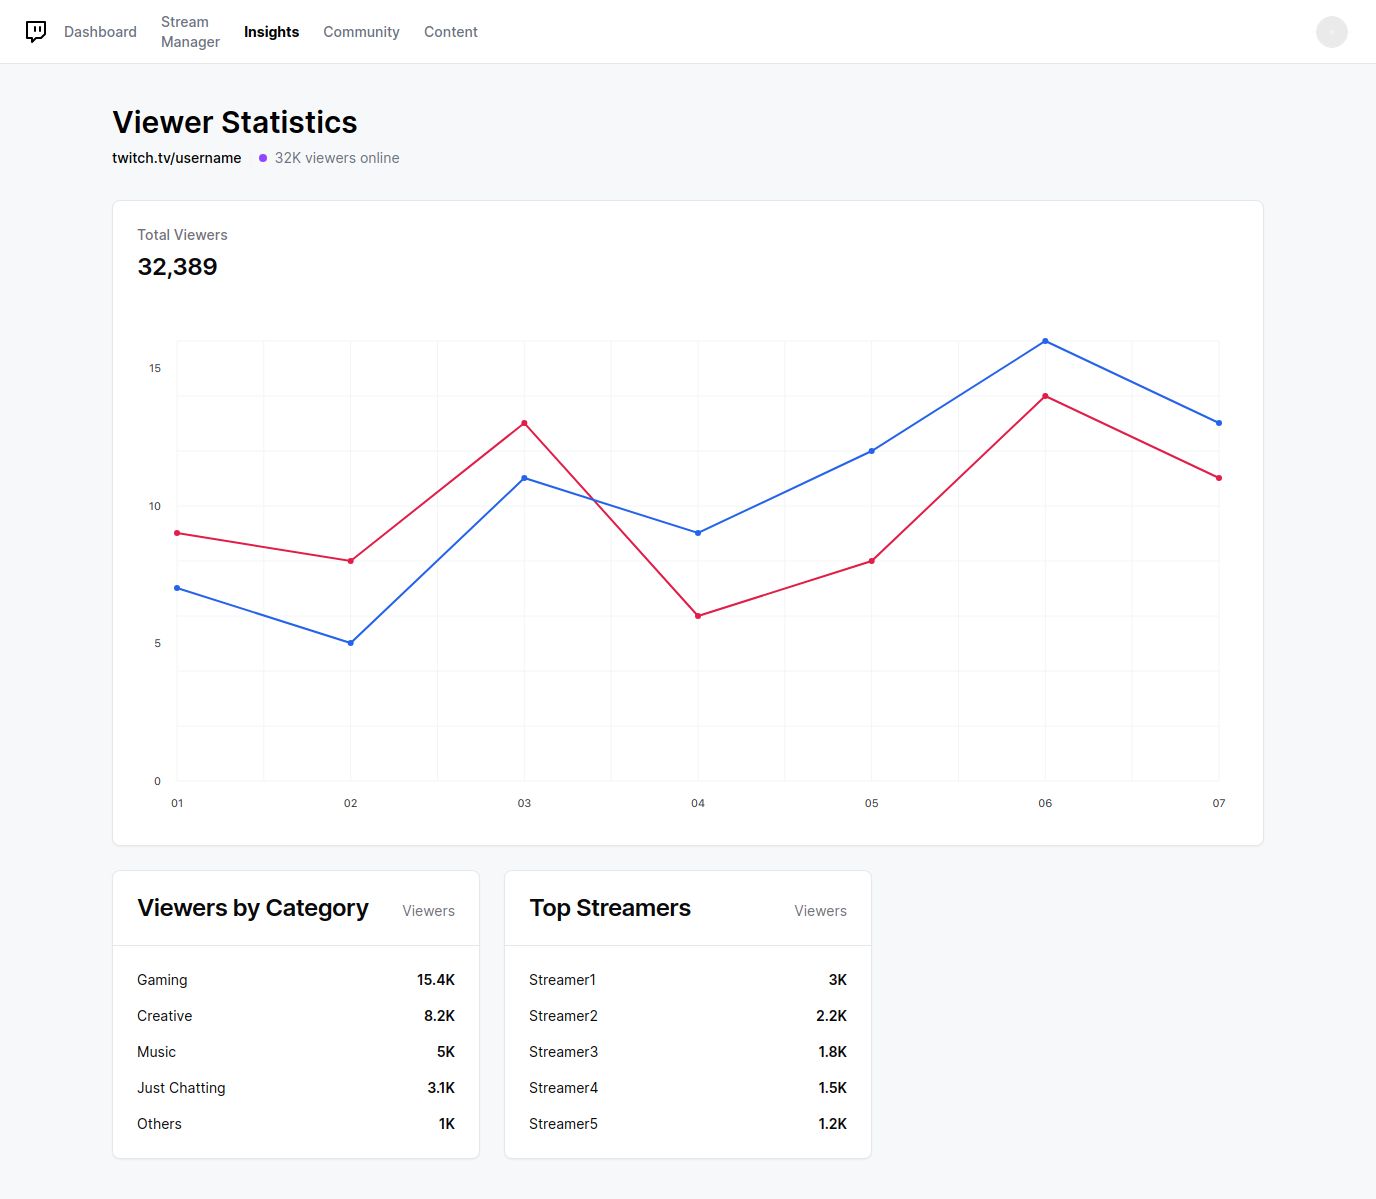 Dashboard
Stream
Manager
Insights
Community
Content
Viewer Statistics
twitch.tv/username 32K viewers online
Total Viewers
32,389
15
10
5
0
01 02 03 04 05 06 07
Viewers by Category Viewers
Gaming 15.4K
Creative 8.2K
Music 5K
Just Chatting 3.1K
Others 1K
Top Streamers Viewers
Streamer1 3K
Streamer2 2.2K
Streamer3 1.8K
Streamer4 1.5K
Streamer5 1.2K